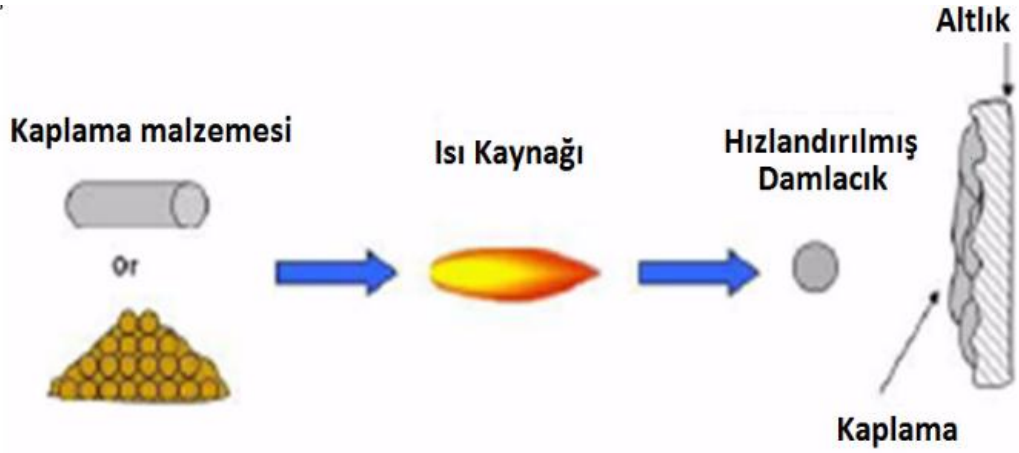 Altlık
Kaplama malzemesi
Isı Kaynağı
Hızlandırılmış
Damlacık
Or
Kaplama